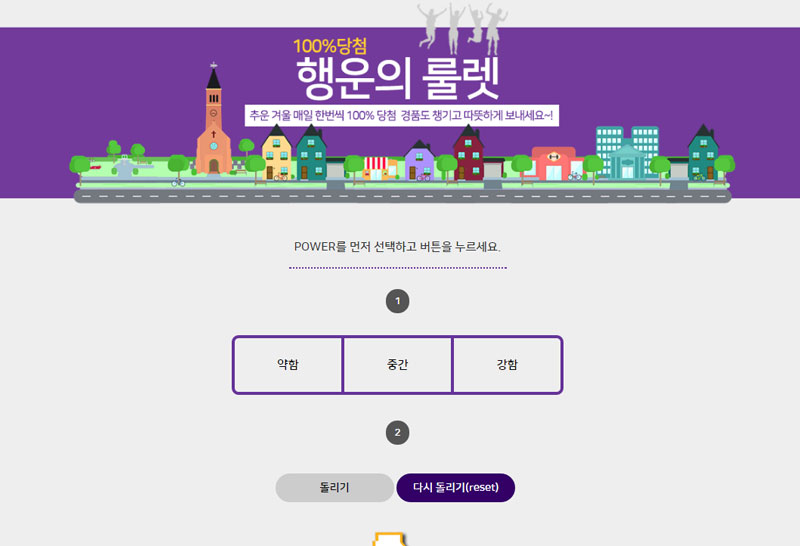 100%당첨
행운의 룰렛
추운 겨울 매일 한번씩 100% 당첨 경품도 챙기고 따뜻하게 보내세요~!
POWER를 먼저 선택하고 버튼을 누르세요.
1
약함 중간 강함
2
돌리기 다시 돌리기(reset)